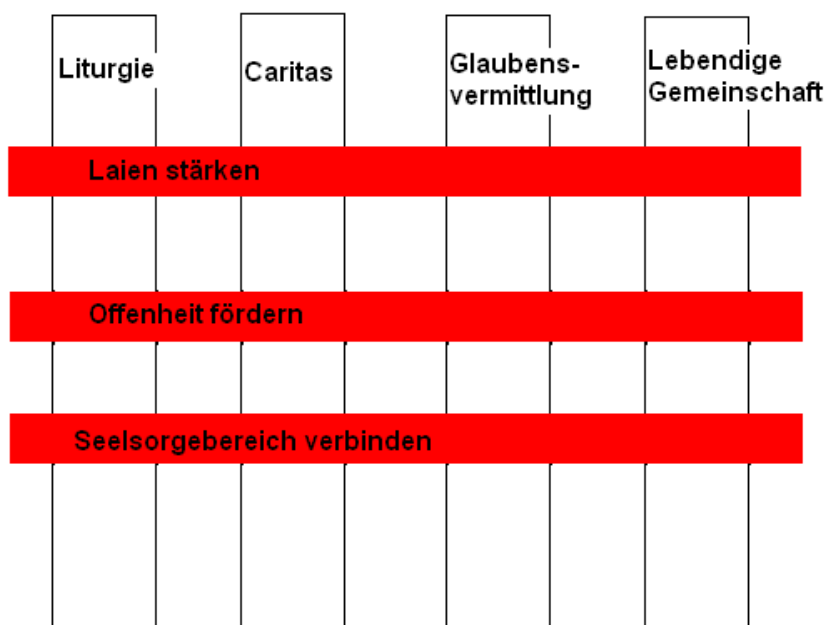 Liturgie
Caritas
Glaubens-
vermittlung
Lebendige
Gemeinschaft
Laien stärken
Offenheit fördern
Seelsorgebereich verbinden